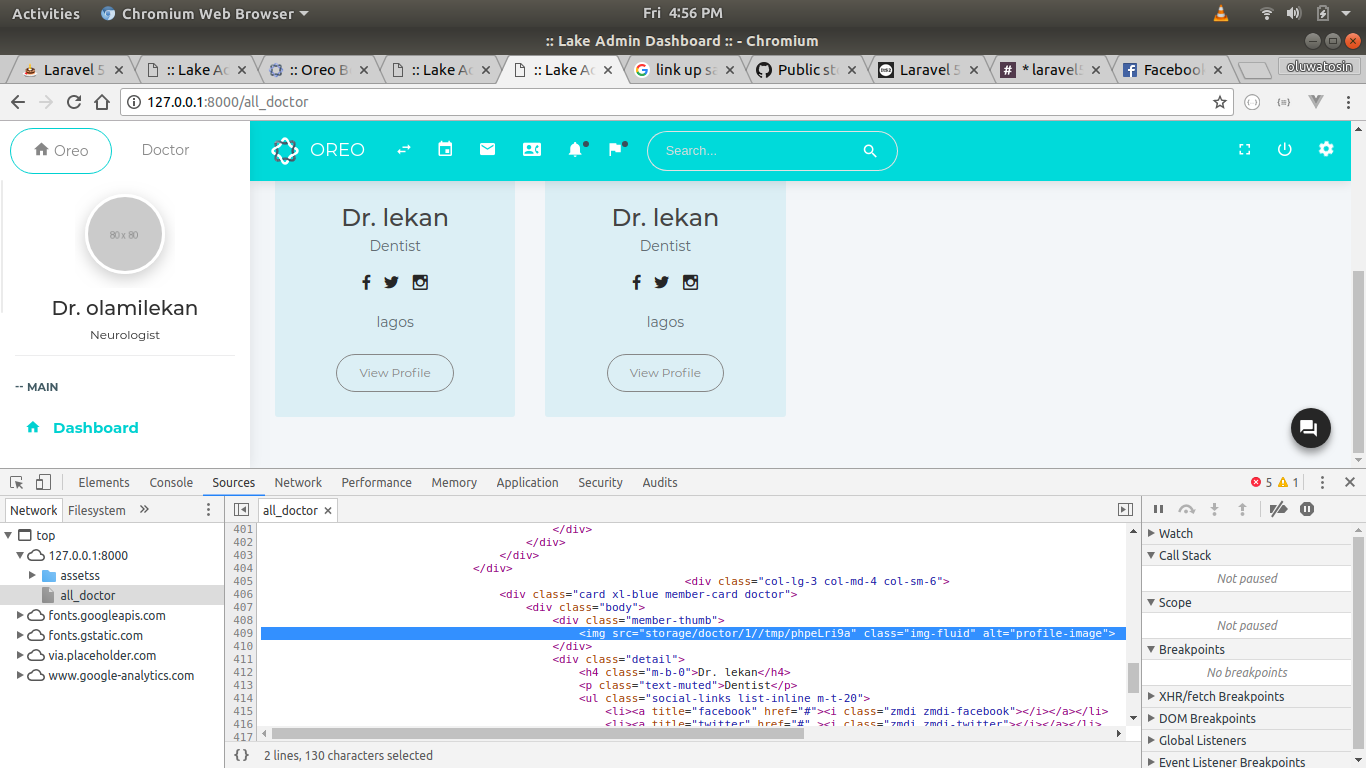 Activities
Chromium Web Browser
Fri 4:56 PM
:: Lake Admin Dashboard :: - Chromium
Laravel 5
:: Lake Ad
:: Oreo B
:: Lake Ad
:: Lake Ad
link up sa
Public st
Laravel 5
* laravel5
Facebook
oluwatosin
127.0.0.1:8000/all_doctor
Oreo
Doctor
OREO
Search...
80 x 80
Dr. olamilekan
Neurologist
-- MAIN
Dashboard
Dr. lekan
Dentist
lagos
View Profile
Dr. lekan
Dentist
lagos
View Profile
Elements
Console
Sources
Network
Performance
Memory
Application
Security
Audits
5
1
Network
Filesystem
»
all_doctor
top
127.0.0.1:8000
assetss
all_doctor
fonts.googleapis.com
fonts.gstatic.com
via.placeholder.com
www.google-analytics.com
401 </div>
402 </div>
403 </div>
404 </div>
405 <div class="col-lg-3 col-md-4 col-sm-6">
406 <div class="card xl-blue member-card doctor">
407 <div class="body">
408 <div class="member-thumb">
409 <img src="storage/doctor/1//tmp/phpeLri9a" class="img-fluid" alt="profile-image">
410 </div>
411 <div class="detail">
412 <h4 class="m-b-0">Dr. lekan</h4>
413 <p class="text-muted">Dentist</p>
414 <ul class="social-links list-inline m-t-20">
415 <li><a title="facebook" href="#"><i class="zmdi zmdi-facebook"></i></a></li>
416 <li><a title="twitter" href="#" ><i class="zmdi zmdi-twitter"></i></a></li>
417
{} 2 lines, 130 characters selected
Watch
Call Stack
Not paused
Scope
Not paused
Breakpoints
No breakpoints
XHR/fetch Breakpoints
DOM Breakpoints
Global Listeners
Event Listener Breakpoints